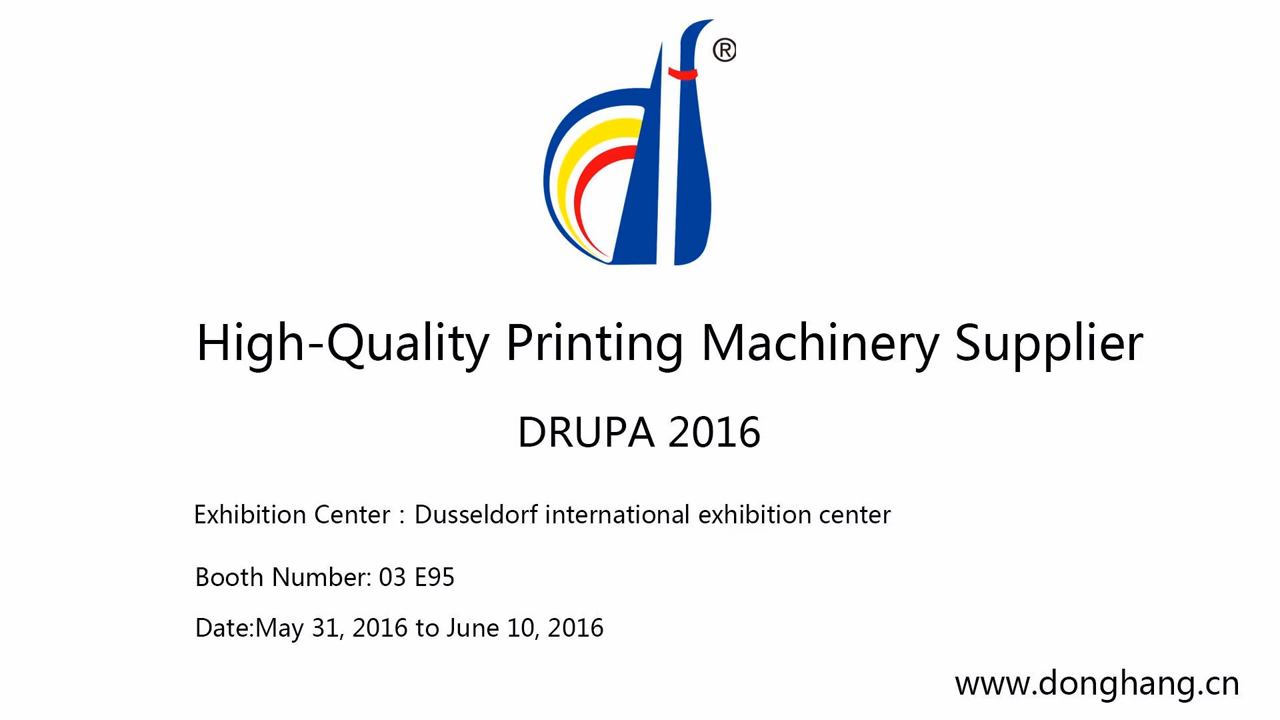 ®
High-Quality Printing Machinery Supplier
DRUPA 2016
Exhibition Center : Dusseldorf international exhibition center
Booth Number: 03 E95
Date:May 31, 2016 to June 10, 2016
www.donghang.cn